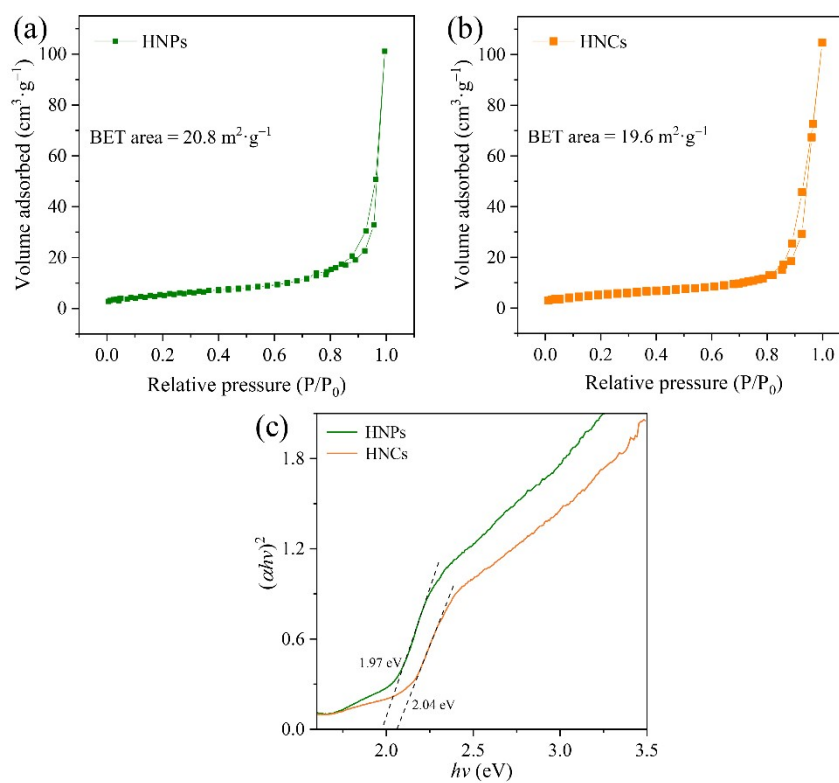 (a)
HNPs
BET area = 20.8 m²·g⁻¹
Volume adsorbed (cm³·g⁻¹)
100
80
60
40
20
0
0.0 0.2 0.4 0.6 0.8 1.0
Relative pressure (P/P₀)
(b)
HNCs
BET area = 19.6 m²·g⁻¹
Volume adsorbed (cm³·g⁻¹)
100
80
60
40
20
0
0.0 0.2 0.4 0.6 0.8 1.0
Relative pressure (P/P₀)
(c)
HNPs
HNCs
(αhν)²
1.8
1.2
0.6
0.0
1.97 eV
2.04 eV
2.0 2.5 3.0 3.5
hν (eV)